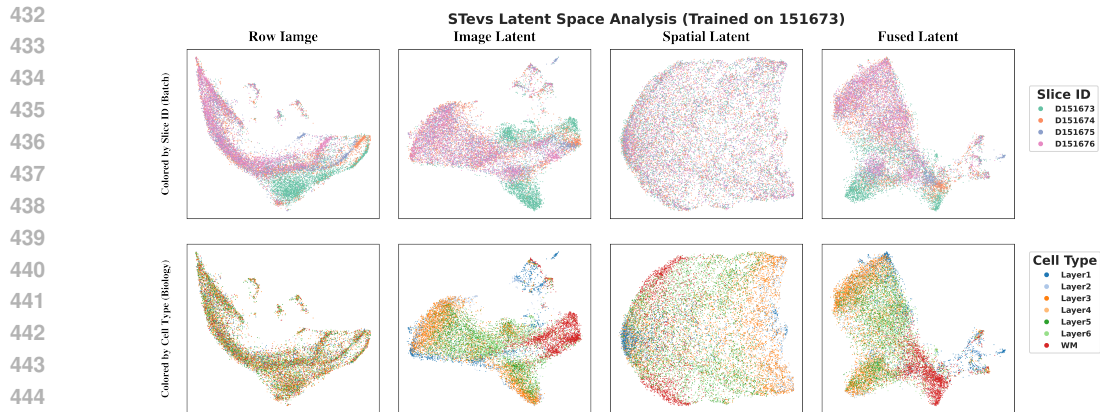 432
433
434
435
436
437
438
439
440
441
442
443
444
STevs Latent Space Analysis (Trained on 151673)
Row Iamge Image Latent Spatial Latent Fused Latent
Colored by Slice ID (Batch)
Slice ID
D151673
D151674
D151675
D151676
Colored by Cell Type (Biology)
Cell Type
Layer1
Layer2
Layer3
Layer4
Layer5
Layer6
WM